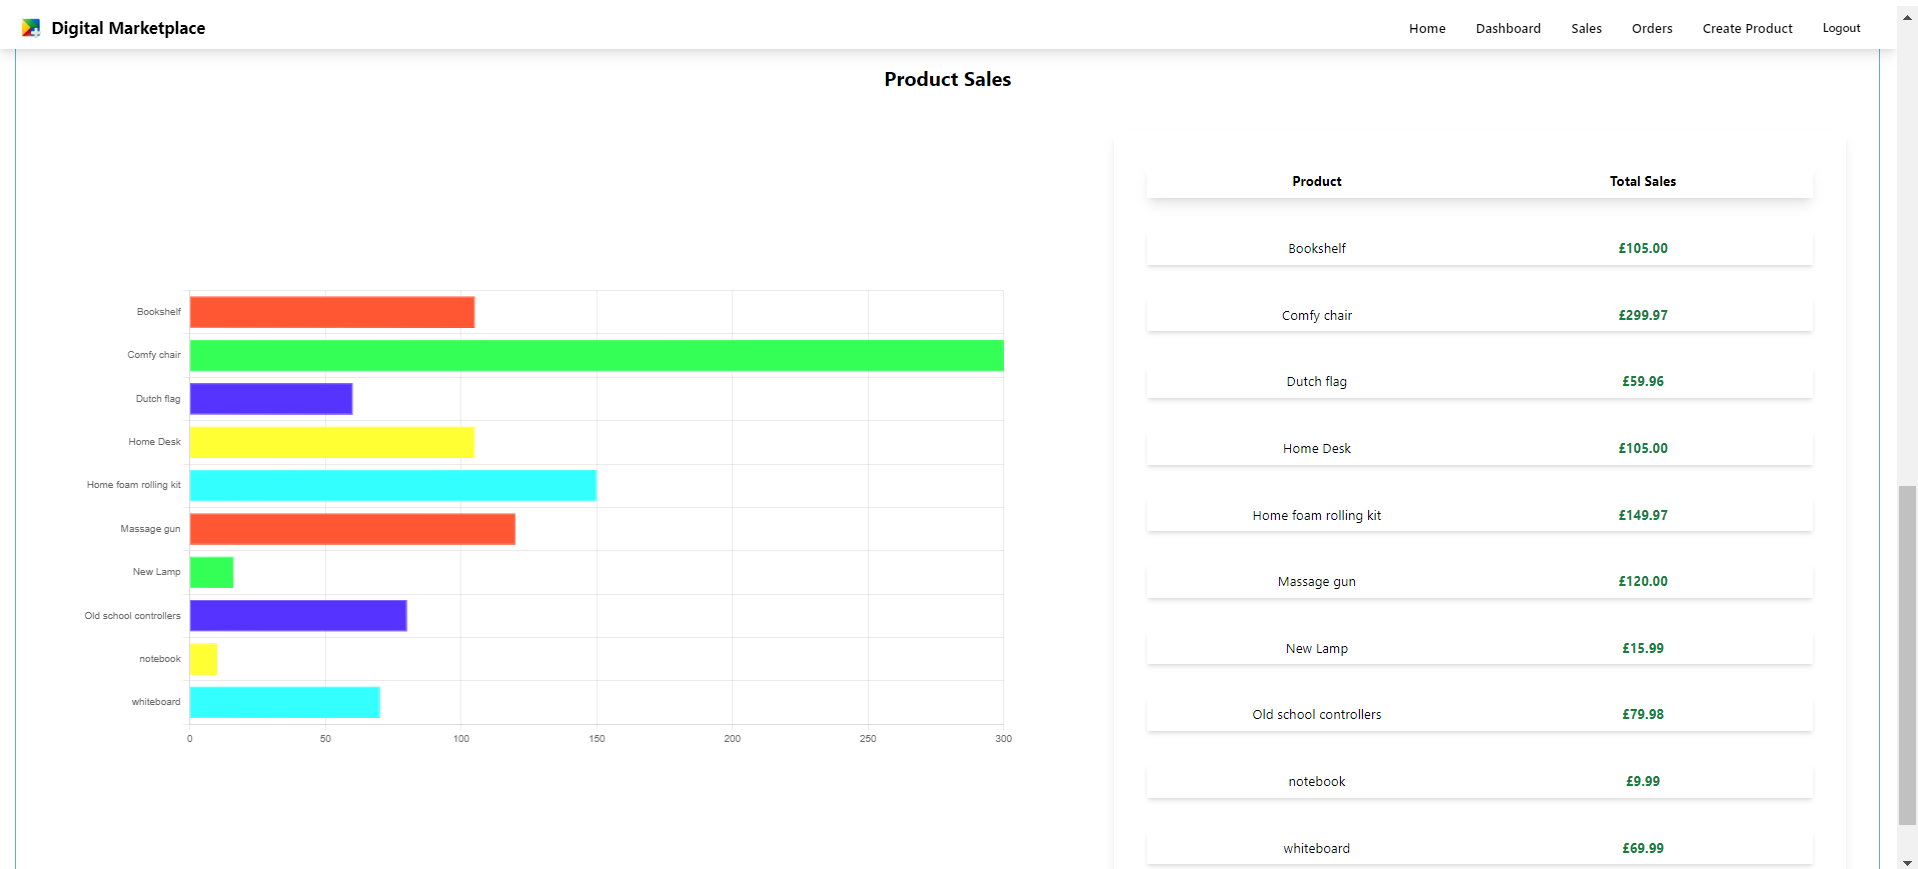 Digital Marketplace
Home Dashboard Sales Orders Create Product Logout
Product Sales
Bookshelf
Comfy chair
Dutch flag
Home Desk
Home foam rolling kit
Massage gun
New Lamp
Old school controllers
notebook
whiteboard
0 50 100 150 200 250 300
Product Total Sales
Bookshelf £105.00
Comfy chair £299.97
Dutch flag £59.96
Home Desk £105.00
Home foam rolling kit £149.97
Massage gun £120.00
New Lamp £15.99
Old school controllers £79.98
notebook £9.99
whiteboard £69.99